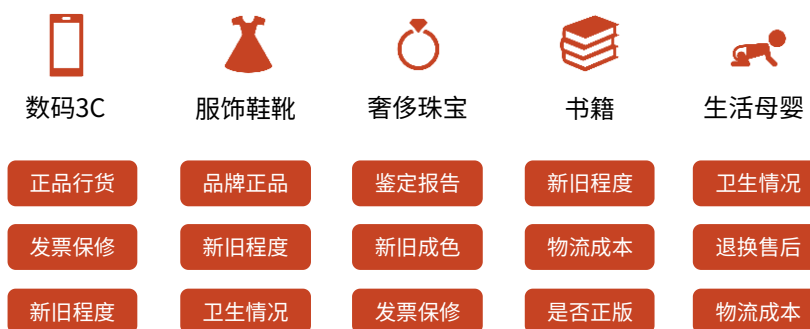 数码3C 服饰鞋靴 奢侈珠宝 书籍 生活母婴
正品行货 品牌正品 鉴定报告 新旧程度 卫生情况
发票保修 新旧程度 新旧成色 物流成本 退换售后
新旧程度 卫生情况 发票保修 是否正版 物流成本